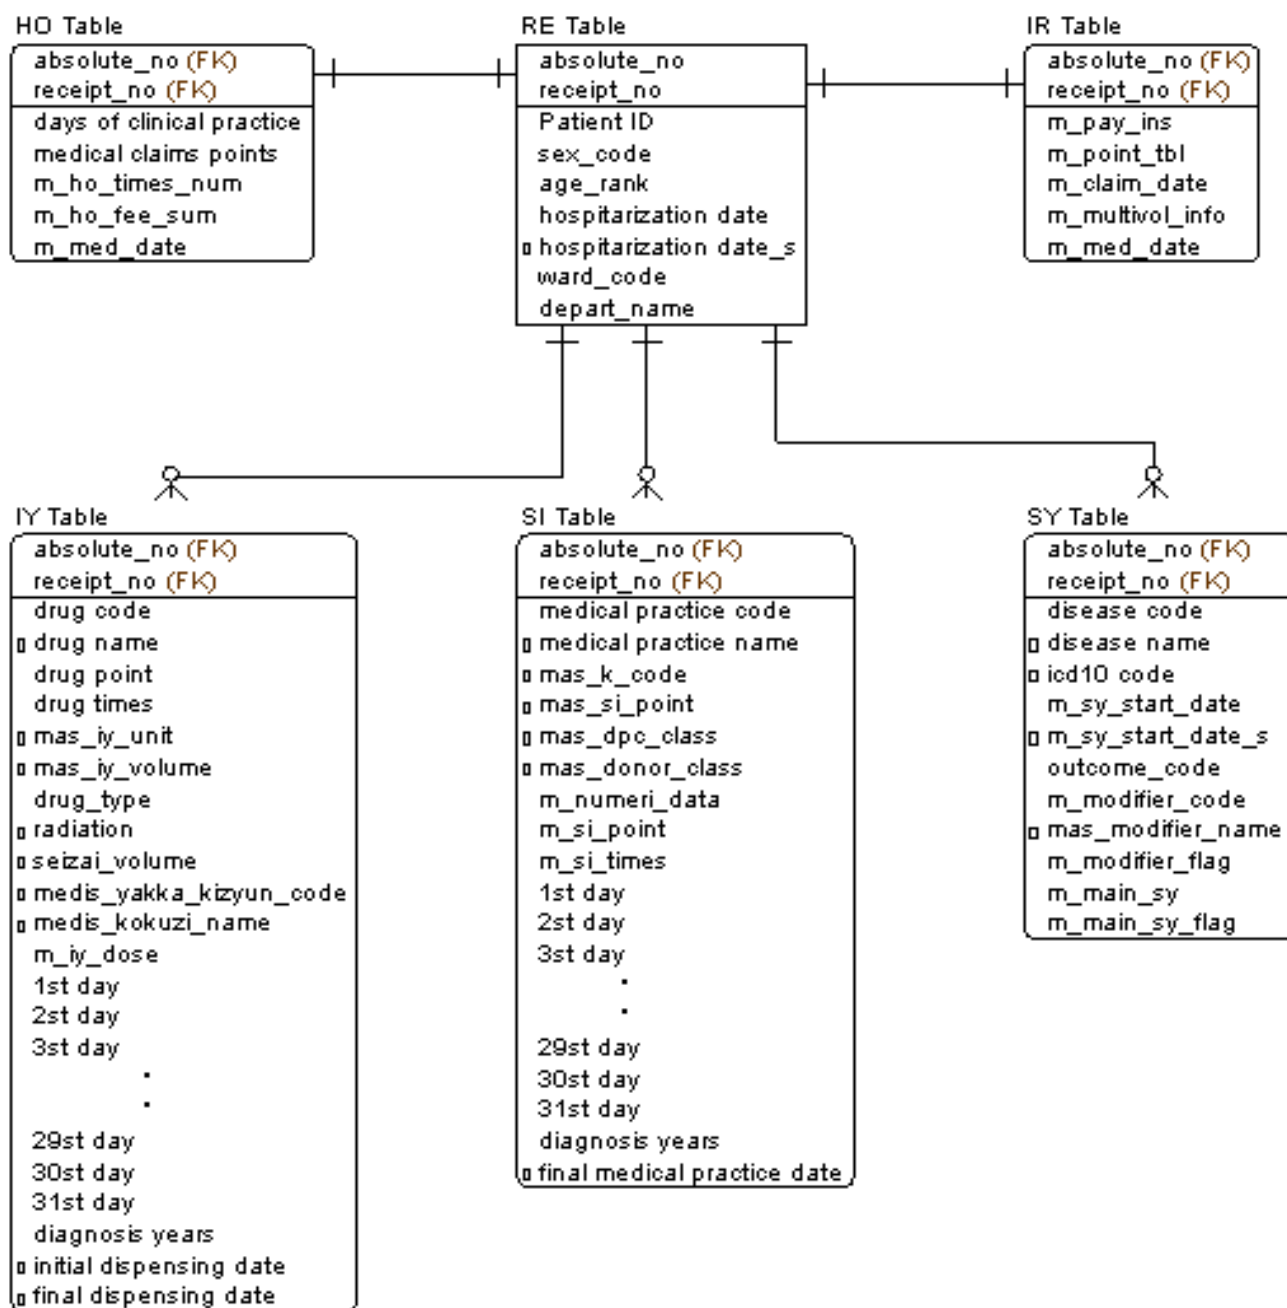 HO Table
absolute_no (FK)
receipt_no (FK)
days of clinical practice
medical claims points
m_ho_times_num
m_ho_fee_sum
m_med_date
RE Table
absolute_no
receipt_no
Patient ID
sex_code
age_rank
hospitarization date
hospitarization date_s
ward_code
depart_name
IR Table
absolute_no (FK)
receipt_no (FK)
m_pay_ins
m_point_tbl
m_claim_date
m_multivol_info
m_med_date
IY Table
absolute_no (FK)
receipt_no (FK)
drug code
drug name
drug point
drug times
mas_iy_unit
mas_iy_volume
drug_type
radiation
seizai_volume
medis_yakka_kizyun_code
medis_kokuzi_name
m_iy_dose
1st day
2st day
3st day
29st day
30st day
31st day
diagnosis years
initial dispensing date
final dispensing date
SI Table
absolute_no (FK)
receipt_no (FK)
medical practice code
medical practice name
mas_k_code
mas_si_point
mas_dpc_class
mas_donor_class
m_numeri_data
m_si_point
m_si_times
1st day
2st day
3st day
29st day
30st day
31st day
diagnosis years
final medical practice date
SY Table
absolute_no (FK)
receipt_no (FK)
disease code
disease name
icd10 code
m_sy_start_date
m_sy_start_date_s
outcome_code
m_modifier_code
mas_modifier_name
m_modifier_flag
m_main_sy
m_main_sy_flag